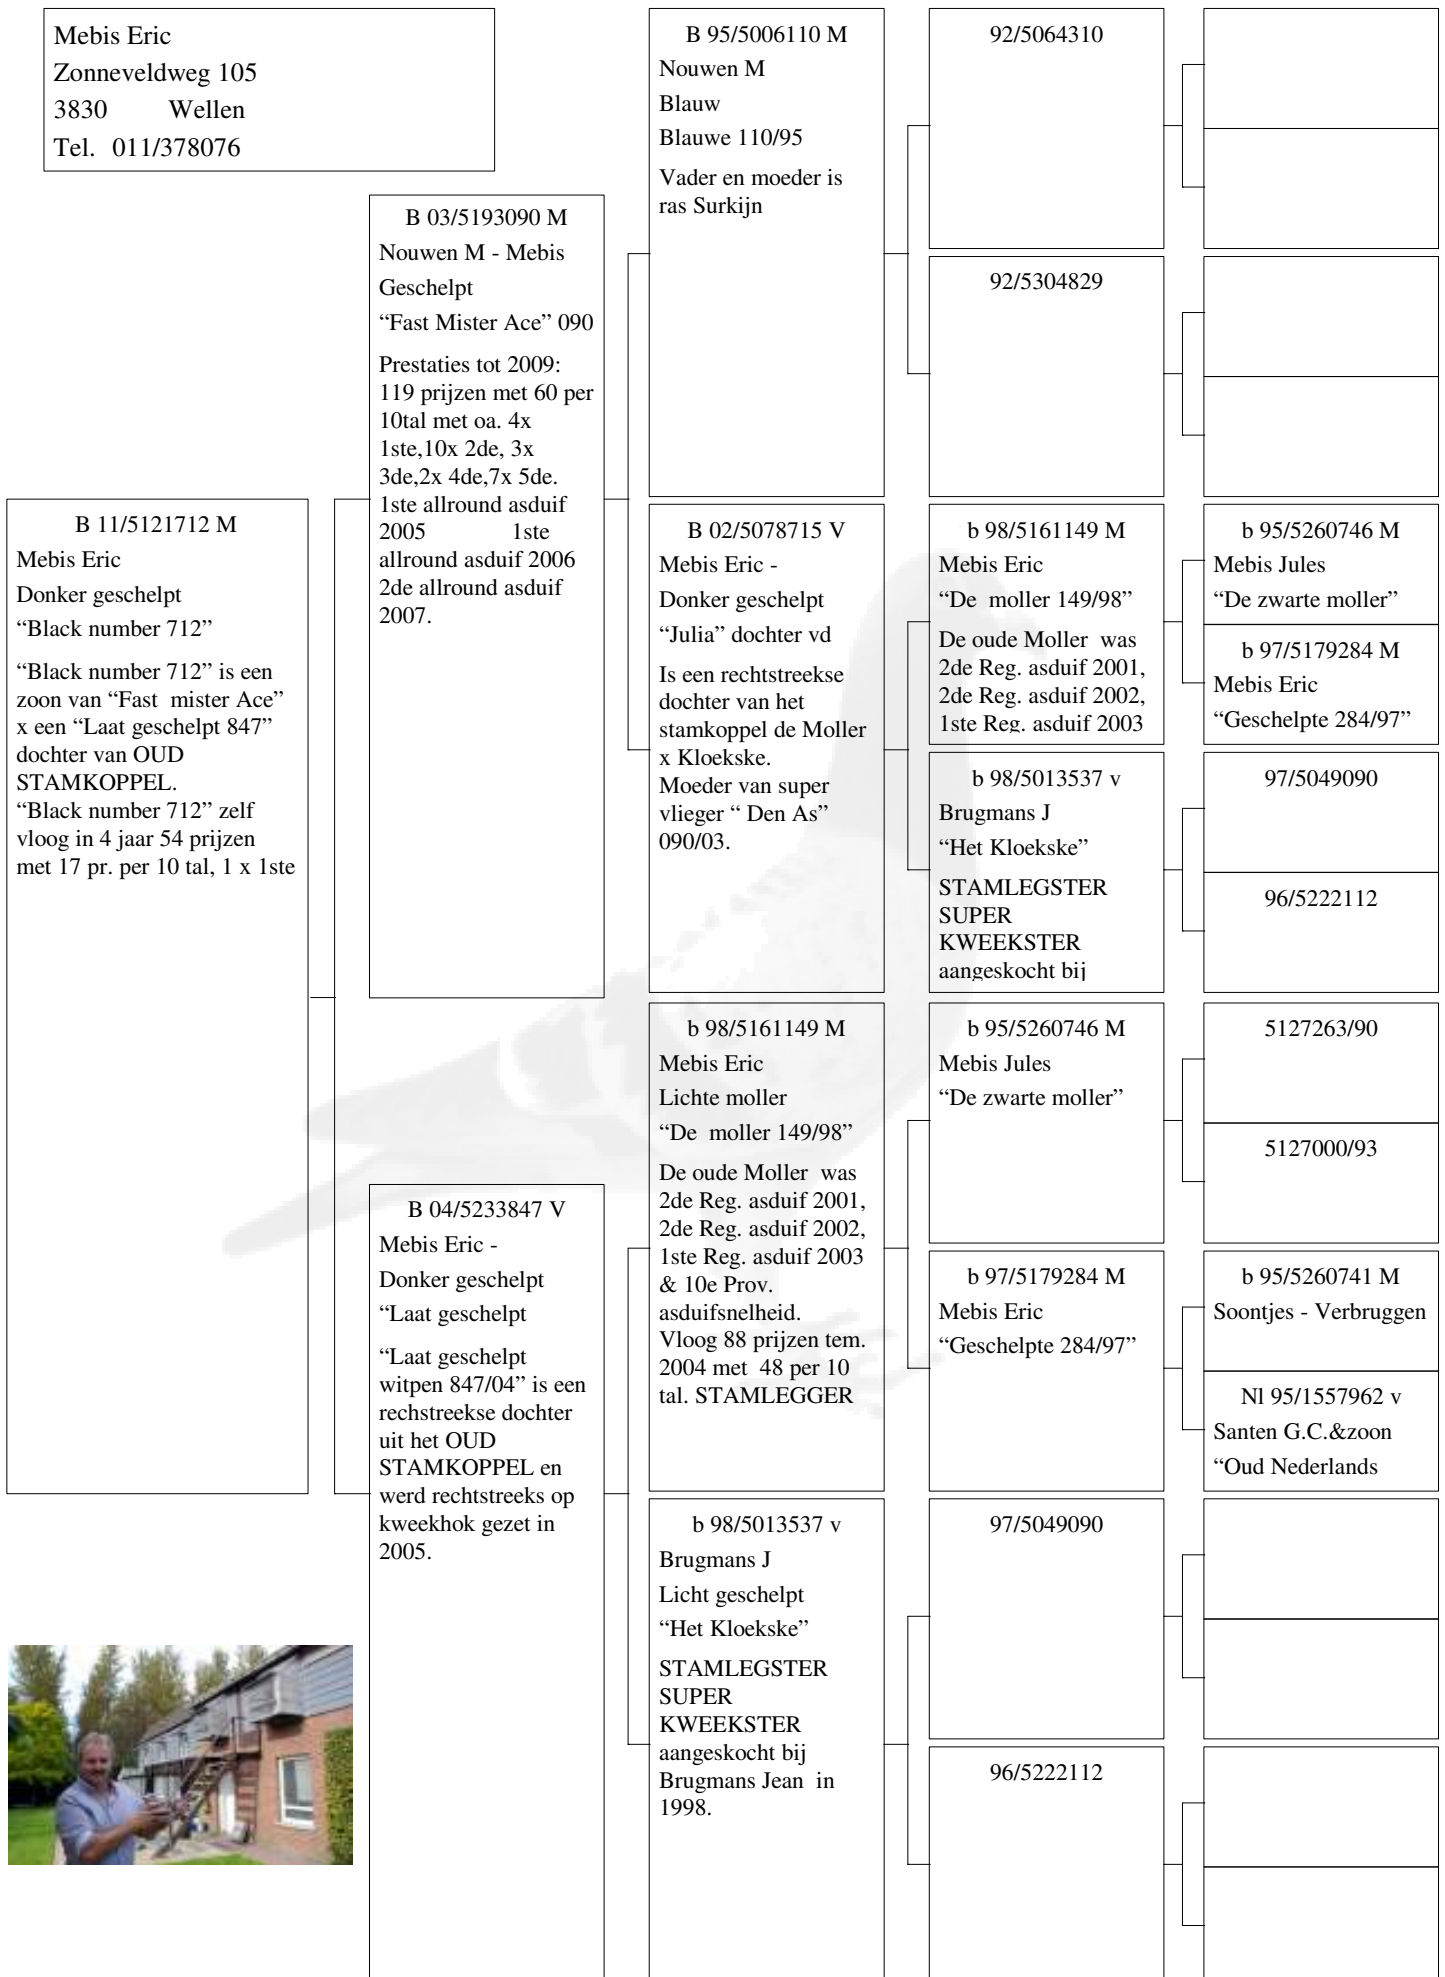 Mebis Eric
Zonneveldweg 105
3830 Wellen
Tel. 011/378076
B 11/5121712 M
Mebis Eric
Donker geschelpt
“Black number 712”
“Black number 712” is een
zoon van “Fast mister Ace”
x een “Laat geschelpt 847”
dochter van OUD
STAMKOPPEL.
“Black number 712” zelf
vloog in 4 jaar 54 prijzen
met 17 pr. per 10 tal, 1 x 1ste
B 03/5193090 M
Nouwen M - Mebis
Geschelpt
“Fast Mister Ace” 090
Prestaties tot 2009:
119 prijzen met 60 per
10tal met oa. 4x
1ste,10x 2de, 3x
3de,2x 4de,7x 5de.
1ste allround asduif
2005 1ste
allround asduif 2006
2de allround asduif
2007.
B 04/5233847 V
Mebis Eric -
Donker geschelpt
“Laat geschelpt
“Laat geschelpt
witpen 847/04” is een
rechstreekse dochter
uit het OUD
STAMKOPPEL en
werd rechtstreeks op
kweekhok gezet in
2005.
B 95/5006110 M
Nouwen M
Blauw
Blauwe 110/95
Vader en moeder is
ras Surkijn
B 02/5078715 V
Mebis Eric -
Donker geschelpt
“Julia” dochter vd
Is een rechtstreekse
dochter van het
stamkoppel de Moller
x Kloekske.
Moeder van super
vlieger “ Den As”
090/03.
b 98/5161149 M
Mebis Eric
Lichte moller
“De moller 149/98”
De oude Moller was
2de Reg. asduif 2001,
2de Reg. asduif 2002,
1ste Reg. asduif 2003
& 10e Prov.
asduifsnelheid.
Vloog 88 prijzen tem.
2004 met 48 per 10
tal. STAMLEGGER
b 98/5013537 v
Brugmans J
Licht geschelpt
“Het Kloekske”
STAMLEGSTER
SUPER
KWEEKSTER
aangeskocht bij
Brugmans Jean in
1998.
92/5064310
92/5304829
b 98/5161149 M
Mebis Eric
“De moller 149/98”
De oude Moller was
2de Reg. asduif 2001,
2de Reg. asduif 2002,
1ste Reg. asduif 2003
b 98/5013537 v
Brugmans J
“Het Kloekske”
STAMLEGSTER
SUPER
KWEEKSTER
aangeskocht bij
b 95/5260746 M
Mebis Jules
“De zwarte moller”
b 97/5179284 M
Mebis Eric
“Geschelpte 284/97”
97/5049090
96/5222112
b 95/5260746 M
Mebis Jules
“De zwarte moller”
b 97/5179284 M
Mebis Eric
“Geschelpte 284/97”
97/5049090
96/5222112
5127263/90
5127000/93
b 95/5260741 M
Soontjes - Verbruggen
Nl 95/1557962 v
Santen G.C.&zoon
“Oud Nederlands